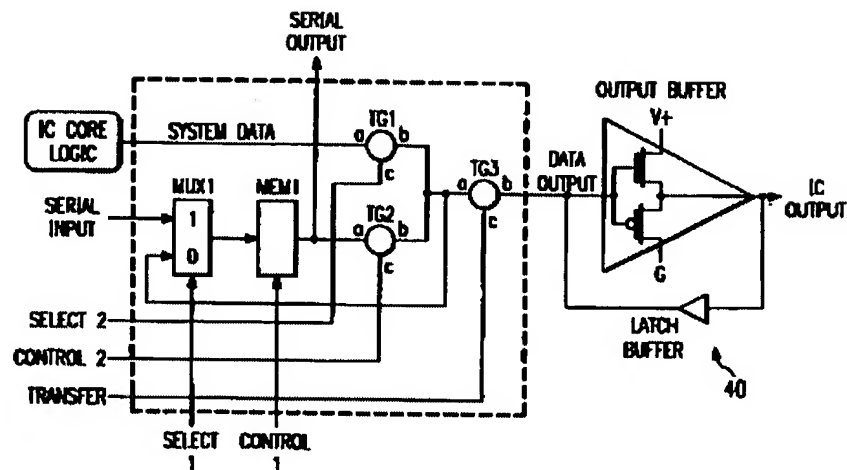 SERIAL
OUTPUT
OUTPUT BUFFER
V+
IC CORE
LOGIC
SYSTEM DATA
a
TG1
b
c
TG3
a
b
c
DATA
OUTPUT
IC
OUTPUT
MUX1
MEM1
SERIAL
INPUT
1
0
TG2
a
b
c
G
SELECT 2
CONTROL 2
TRANSFER
LATCH
BUFFER
40
SELECT
1
CONTROL
1